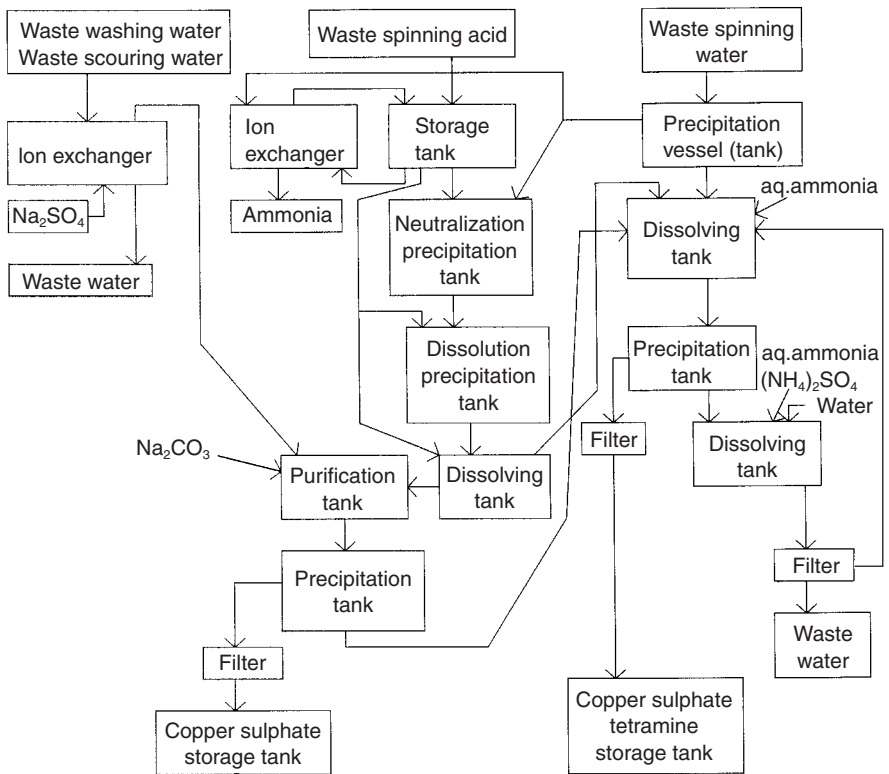 Waste washing water
Waste scouring water
Waste spinning acid
Waste spinning
water
Ion exchanger
Ion
exchanger
Storage
tank
Precipitation
vessel (tank)
Na₂SO₄
Ammonia
aq.ammonia
Waste water
Neutralization
precipitation
tank
Dissolving
tank
Dissolution
precipitation
tank
Precipitation
tank
aq.ammonia
(NH₄)₂SO₄
Water
Filter
Dissolving
tank
Na₂CO₃
Purification
tank
Dissolving
tank
Precipitation
tank
Filter
Waste
water
Filter
Copper sulphate
storage tank
Copper sulphate
tetramine
storage tank